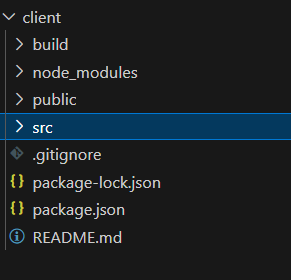 client
build
node_modules
public
src
.gitignore
package-lock.json
package.json
README.md